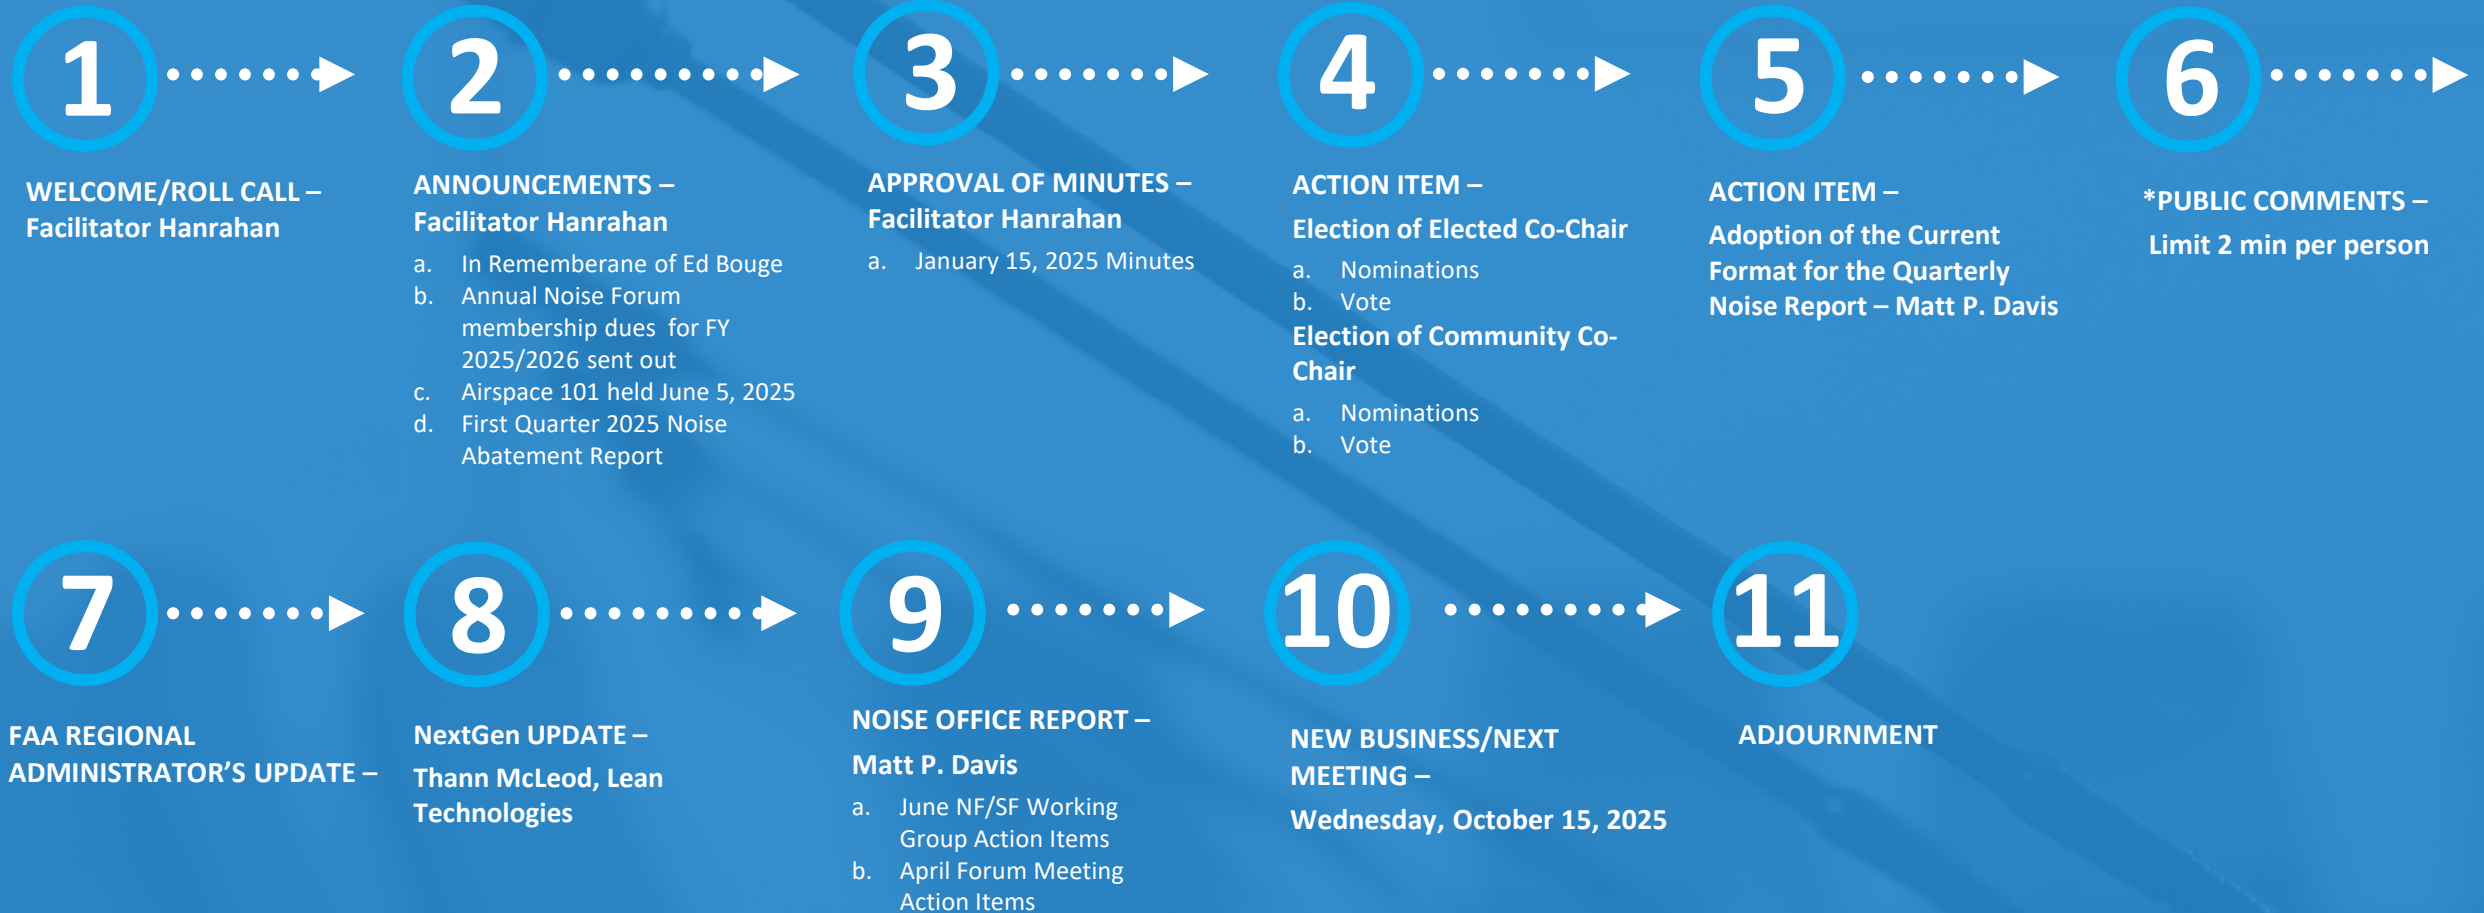 1
WELCOME/ROLL CALL –
Facilitator Hanrahan
2
ANNOUNCEMENTS –
Facilitator Hanrahan
a. In Rememberane of Ed Bouge
b. Annual Noise Forum
membership dues for FY
2025/2026 sent out
c. Airspace 101 held June 5, 2025
d. First Quarter 2025 Noise
Abatement Report
3
APPROVAL OF MINUTES –
Facilitator Hanrahan
a. January 15, 2025 Minutes
4
ACTION ITEM –
Election of Elected Co-Chair
a. Nominations
b. Vote
Election of Community Co-
Chair
a. Nominations
b. Vote
5
ACTION ITEM –
Adoption of the Current
Format for the Quarterly
Noise Report – Matt P. Davis
6
*PUBLIC COMMENTS –
Limit 2 min per person
7
FAA REGIONAL
ADMINISTRATOR’S UPDATE –
8
NextGen UPDATE –
Thann McLeod, Lean
Technologies
9
NOISE OFFICE REPORT –
Matt P. Davis
a. June NF/SF Working
Group Action Items
b. April Forum Meeting
Action Items
10
NEW BUSINESS/NEXT
MEETING –
Wednesday, October 15, 2025
11
ADJOURNMENT